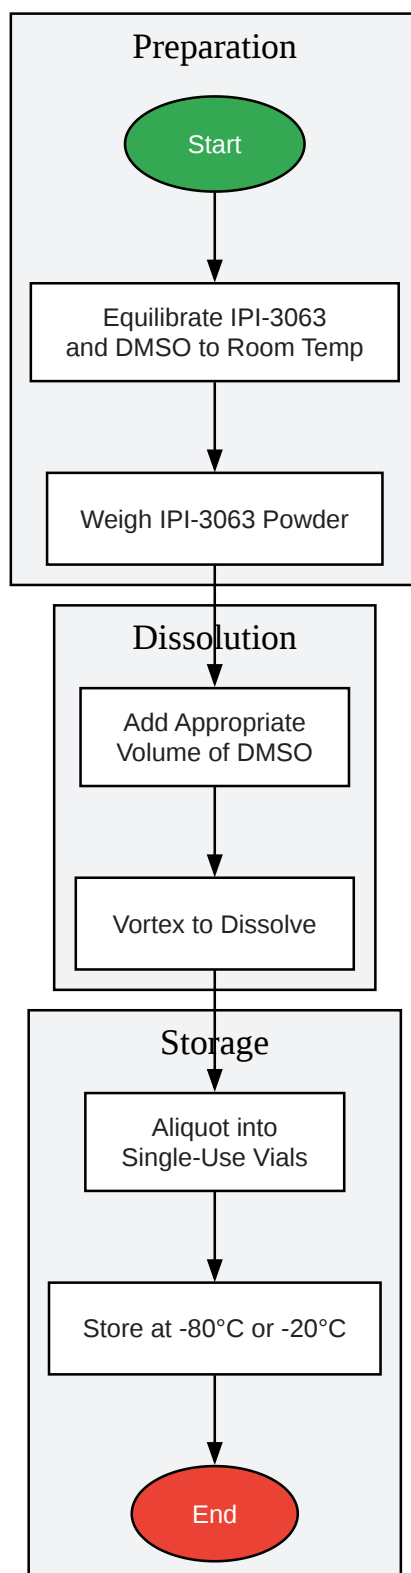 Preparation
Start
Equilibrate IPI-3063
and DMSO to Room Temp
Weigh IPI-3063 Powder
Dissolution
Add Appropriate
Volume of DMSO
Vortex to Dissolve
Storage
Aliquot into
Single-Use Vials
Store at -80°C or -20°C
End